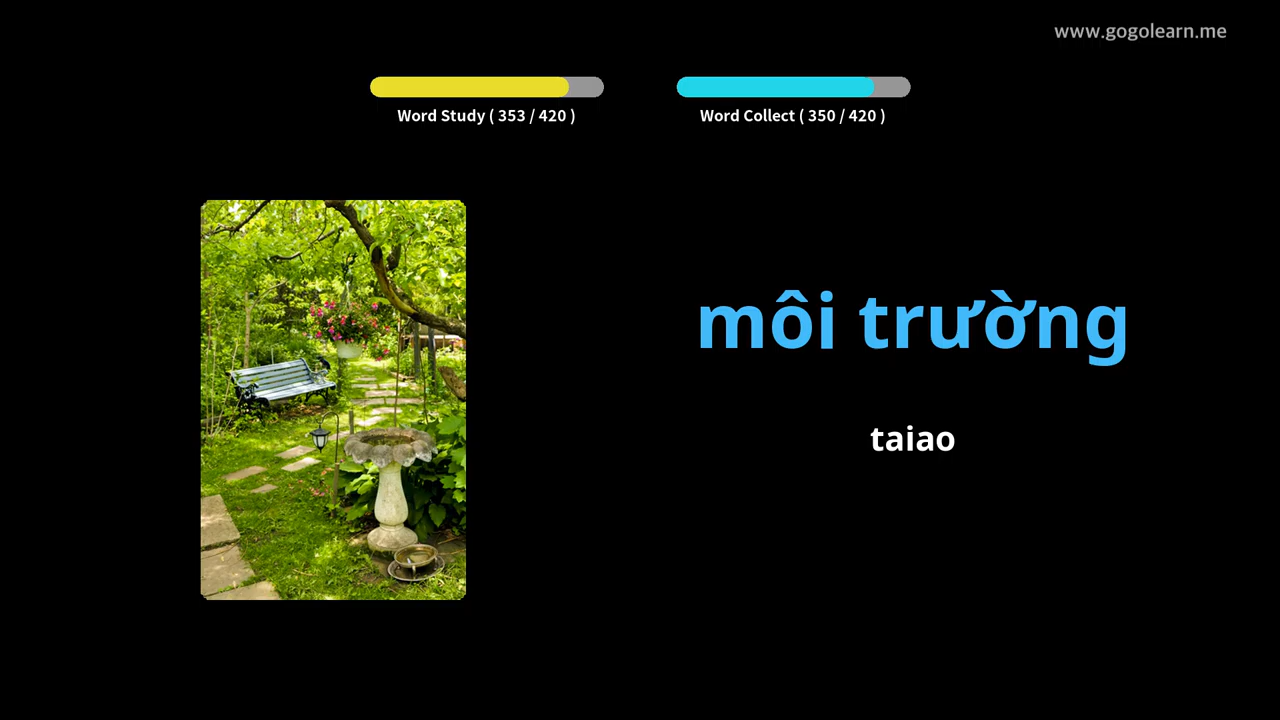 www.gogolearn.me
Word Study ( 353 / 420 )
Word Collect ( 350 / 420 )
môi trường
taiao